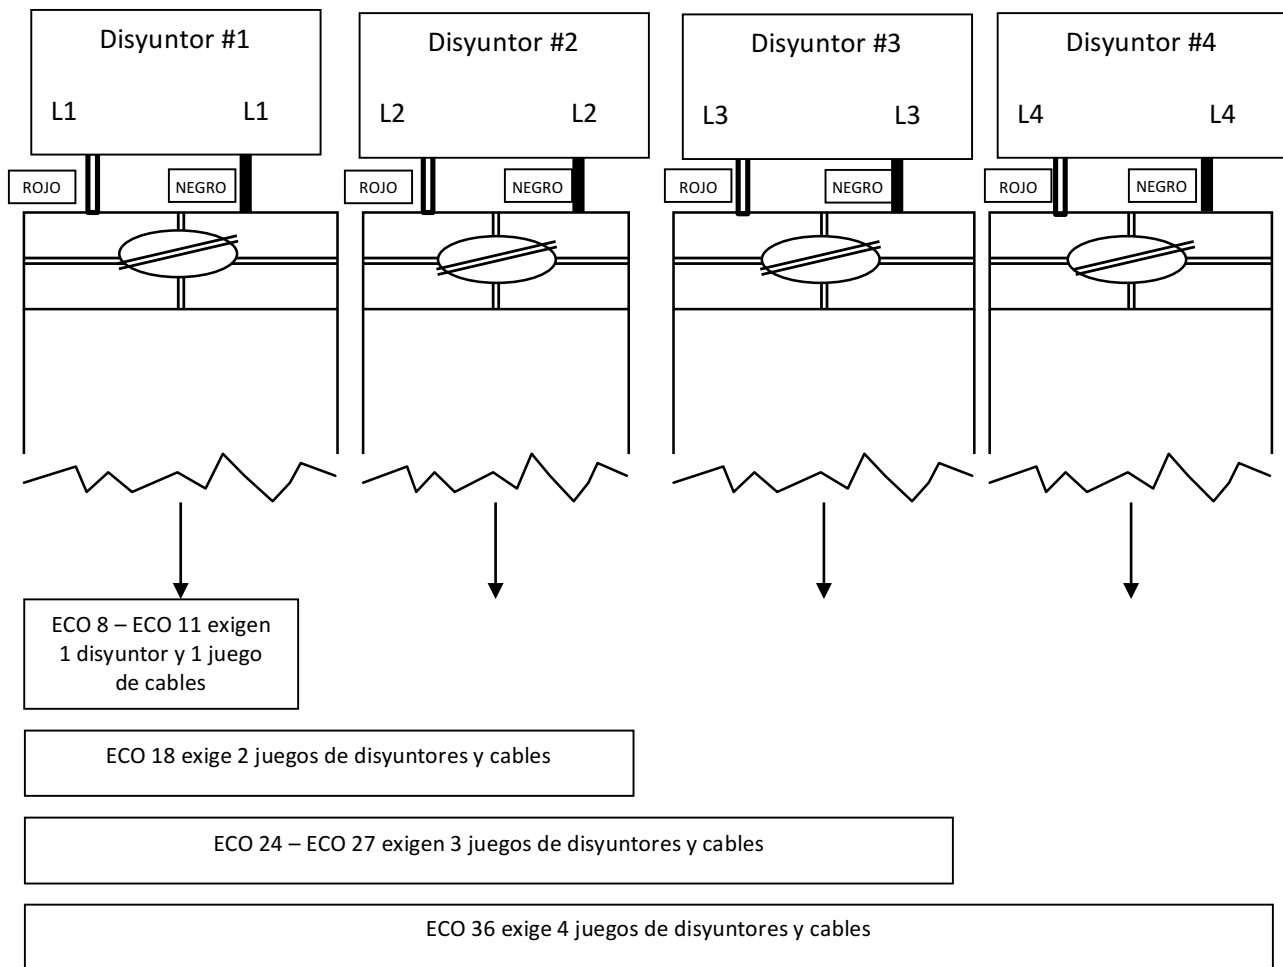 Disyuntor #1
Disyuntor #2
Disyuntor #3
Disyuntor #4
L1 L1
L2 L2
L3 L3
L4 L4
ROJO NEGRO
ROJO NEGRO
ROJO NEGRO
ROJO NEGRO
ECO 8 – ECO 11 exigen
1 disyuntor y 1 juego
de cables
ECO 18 exige 2 juegos de disyuntores y cables
ECO 24 – ECO 27 exigen 3 juegos de disyuntores y cables
ECO 36 exige 4 juegos de disyuntores y cables